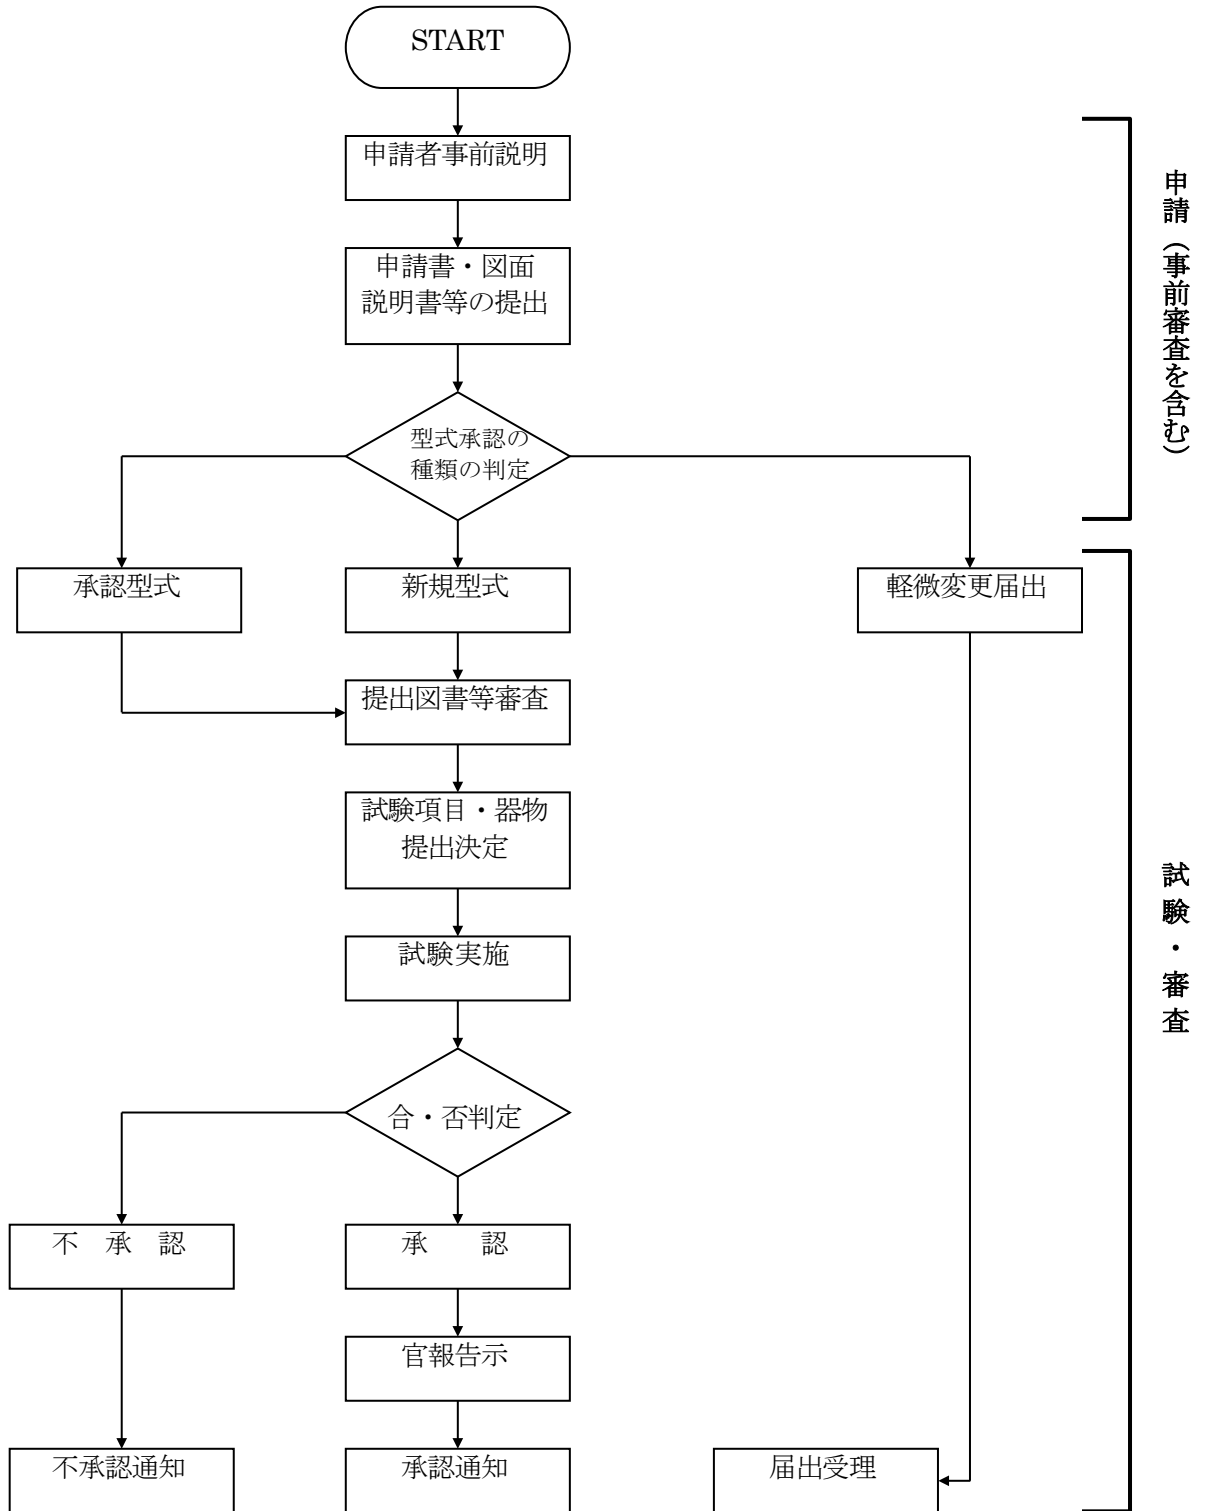 START
申請者事前説明
申請書・図面
説明書等の提出
型式承認の
種類の判定
申請（事前審査を含む）
承認型式
新規型式
軽微変更届出
提出図書等審査
試験項目・器物
提出決定
試験実施
試験・審査
合・否判定
不　承　認
承　　認
官報告示
不承認通知
承認通知
届出受理